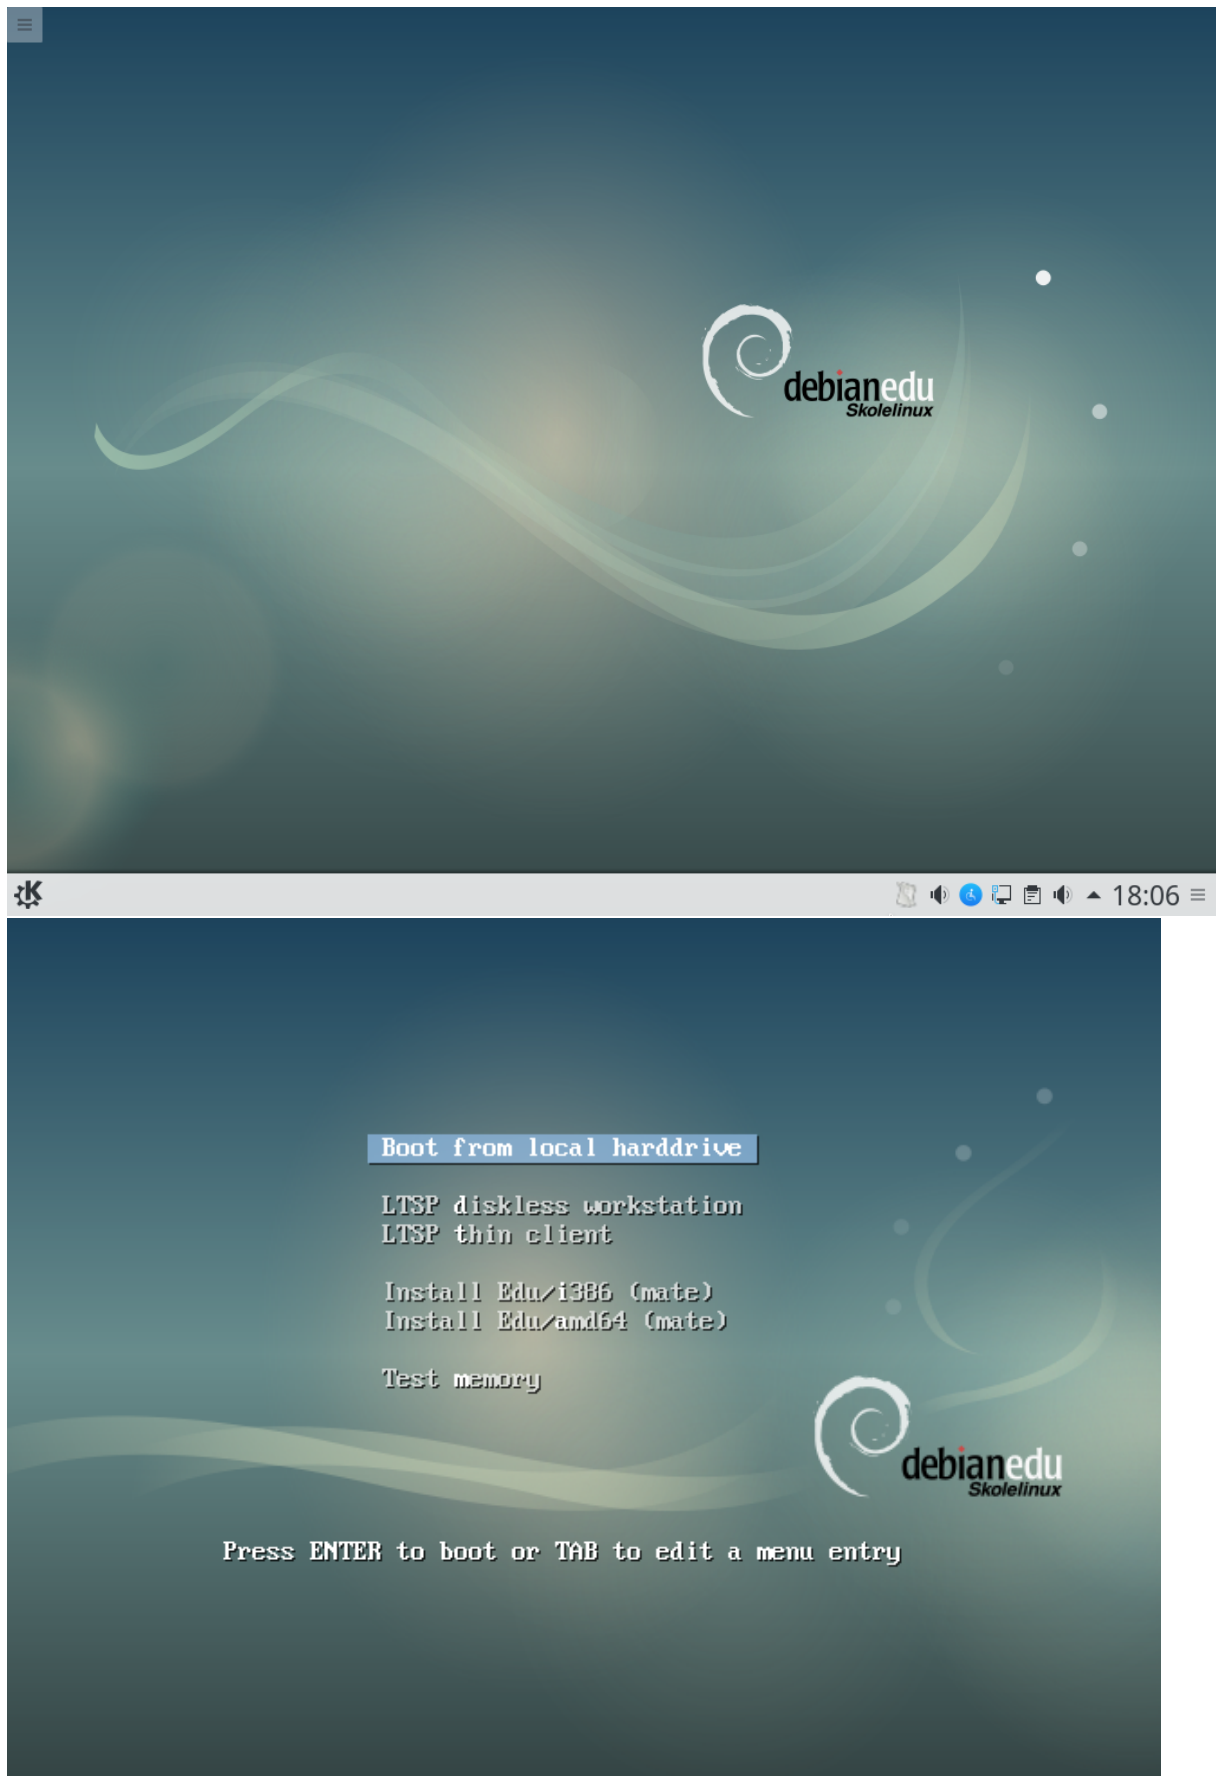 debianedu
Skolelinux
18:06
Boot from local harddrive
LTSP diskless workstation
LTSP thin client
Install Edu/i386 (mate)
Install Edu/amd64 (mate)
Test memory
debianedu
Skolelinux
Press ENTER to boot or TAB to edit a menu entry